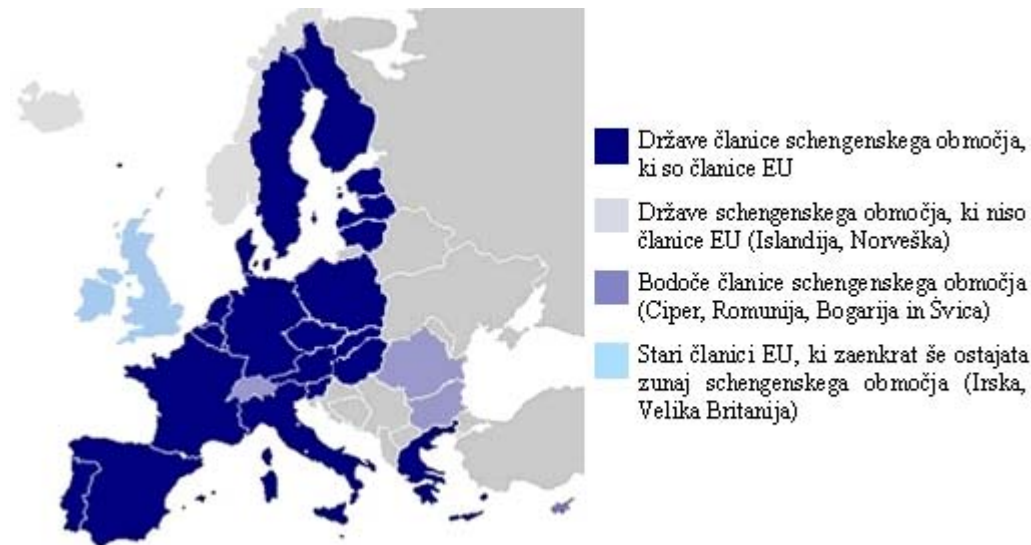 Države članice schengenskega območja,
ki so članice EU
Države schengenskega območja, ki niso
članice EU (Islandija, Norveška)
Bodoče članice schengenskega območja
(Ciper, Romunija, Bogarija in Švica)
Stari članici EU, ki zaenkrat še ostajata
zunaj schengenskega območja (Irska,
Velika Britanija)